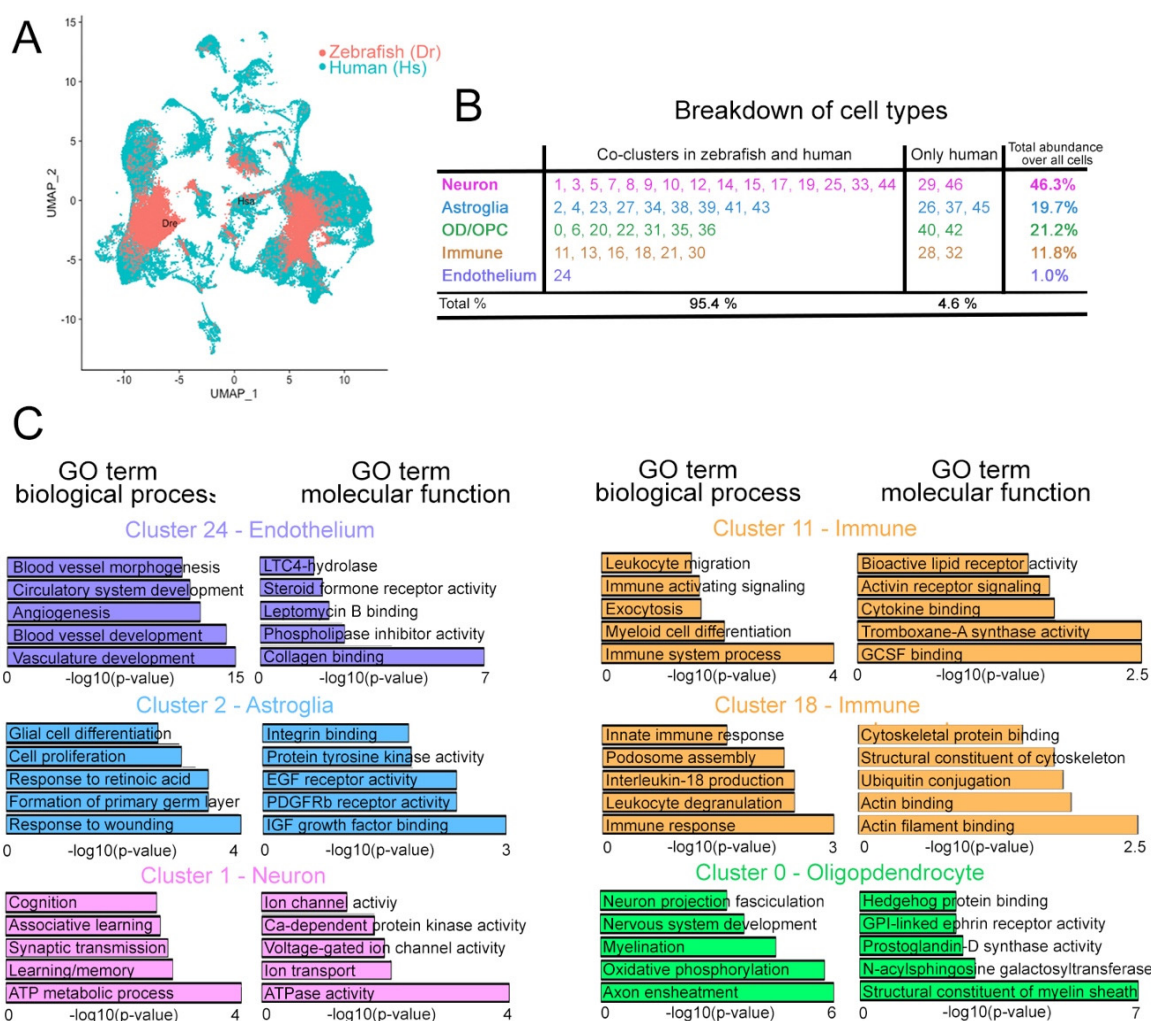 A
15
10
5
0
-5
-10
UMAP_2
Zebrafish (Dr)
Human (Hs)
Hsa
Dre
-10 -5 0 5 10
UMAP_1
B
Breakdown of cell types
Co-clusters in zebrafish and human Only human Total abundance
over all cells
Neuron 1, 3, 5, 7, 8, 9, 10, 12, 14, 15, 17, 19, 25, 33, 44 29, 46 46.3%
Astroglia 2, 4, 23, 27, 34, 38, 39, 41, 43 26, 37, 45 19.7%
OD/OPC 0, 6, 20, 22, 31, 35, 36 40, 42 21.2%
Immune 11, 13, 16, 18, 21, 30 28, 32 11.8%
Endothelium 24 1.0%
Total % 95.4 % 4.6 %
C
GO term
biological process
GO term
molecular function
Cluster 24 - Endothelium
Blood vessel morphogenesis
Circulatory system development
Angiogenesis
Blood vessel development
Vasculature development
0 -log10(p-value) 15
LTC4-hydrolase
Steroid formone receptor activity
Leptomycin B binding
Phospholipase inhibitor activity
Collagen binding
0 -log10(p-value) 7
Cluster 2 - Astroglia
Glial cell differentiation
Cell proliferation
Response to retinoic acid
Formation of primary germ layer
Response to wounding
0 -log10(p-value) 4
Integrin binding
Protein tyrosine kinase activity
EGF receptor activity
PDGFRb receptor activity
IGF growth factor binding
0 -log10(p-value) 3
Cluster 1 - Neuron
Cognition
Associative learning
Synaptic transmission
Learning/memory
ATP metabolic process
0 -log10(p-value) 4
Ion channel activiy
Ca-dependent protein kinase activity
Voltage-gated ion channel activity
Ion transport
ATPase activity
0 -log10(p-value) 4
GO term
biological process
GO term
molecular function
Cluster 11 - Immune
Leukocyte migration
Immune activating signaling
Exocytosis
Myeloid cell differentiation
Immune system process
0 -log10(p-value) 4
Bioactive lipid receptor activity
Activin receptor signaling
Cytokine binding
Tromboxane-A synthase activity
GCSF binding
0 -log10(p-value) 2.5
Cluster 18 - Immune
Innate immune response
Podosome assembly
Interleukin-18 production
Leukocyte degranulation
Immune response
0 -log10(p-value) 3
Cytoskeletal protein binding
Structural constituent of cytoskeleton
Ubiquitin conjugation
Actin binding
Actin filament binding
0 -log10(p-value) 2.5
Cluster 0 - Oligopdendrocyte
Neuron projection fasciculation
Nervous system development
Myelination
Oxidative phosphorylation
Axon ensheatment
0 -log10(p-value) 6
Hedgehog protein binding
GPI-linked ephrin receptor activity
Prostoglandin-D synthase activity
N-acylsphingosine galactosyltransferase
Structural constituent of myelin sheath
0 -log10(p-value) 7